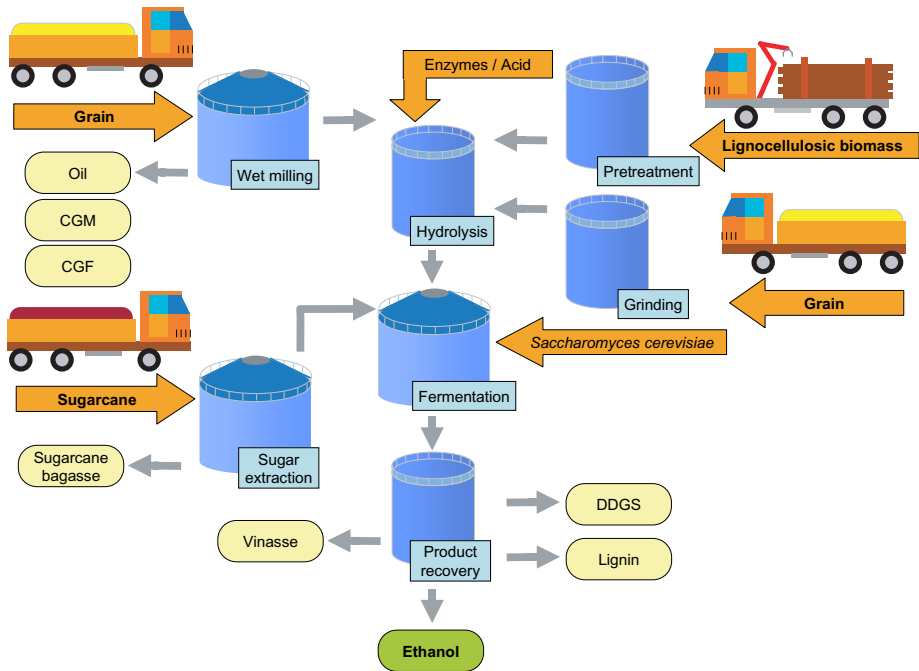 Enzymes / Acid
Grain
Lignocellulosic biomass
Wet milling
Pretreatment
Oil
CGM
CGF
Hydrolysis
Grinding
Grain
Saccharomyces cerevisiae
Sugarcane
Fermentation
Sugarcane
bagasse
Sugar
extraction
DDGS
Vinasse
Product
recovery
Lignin
Ethanol